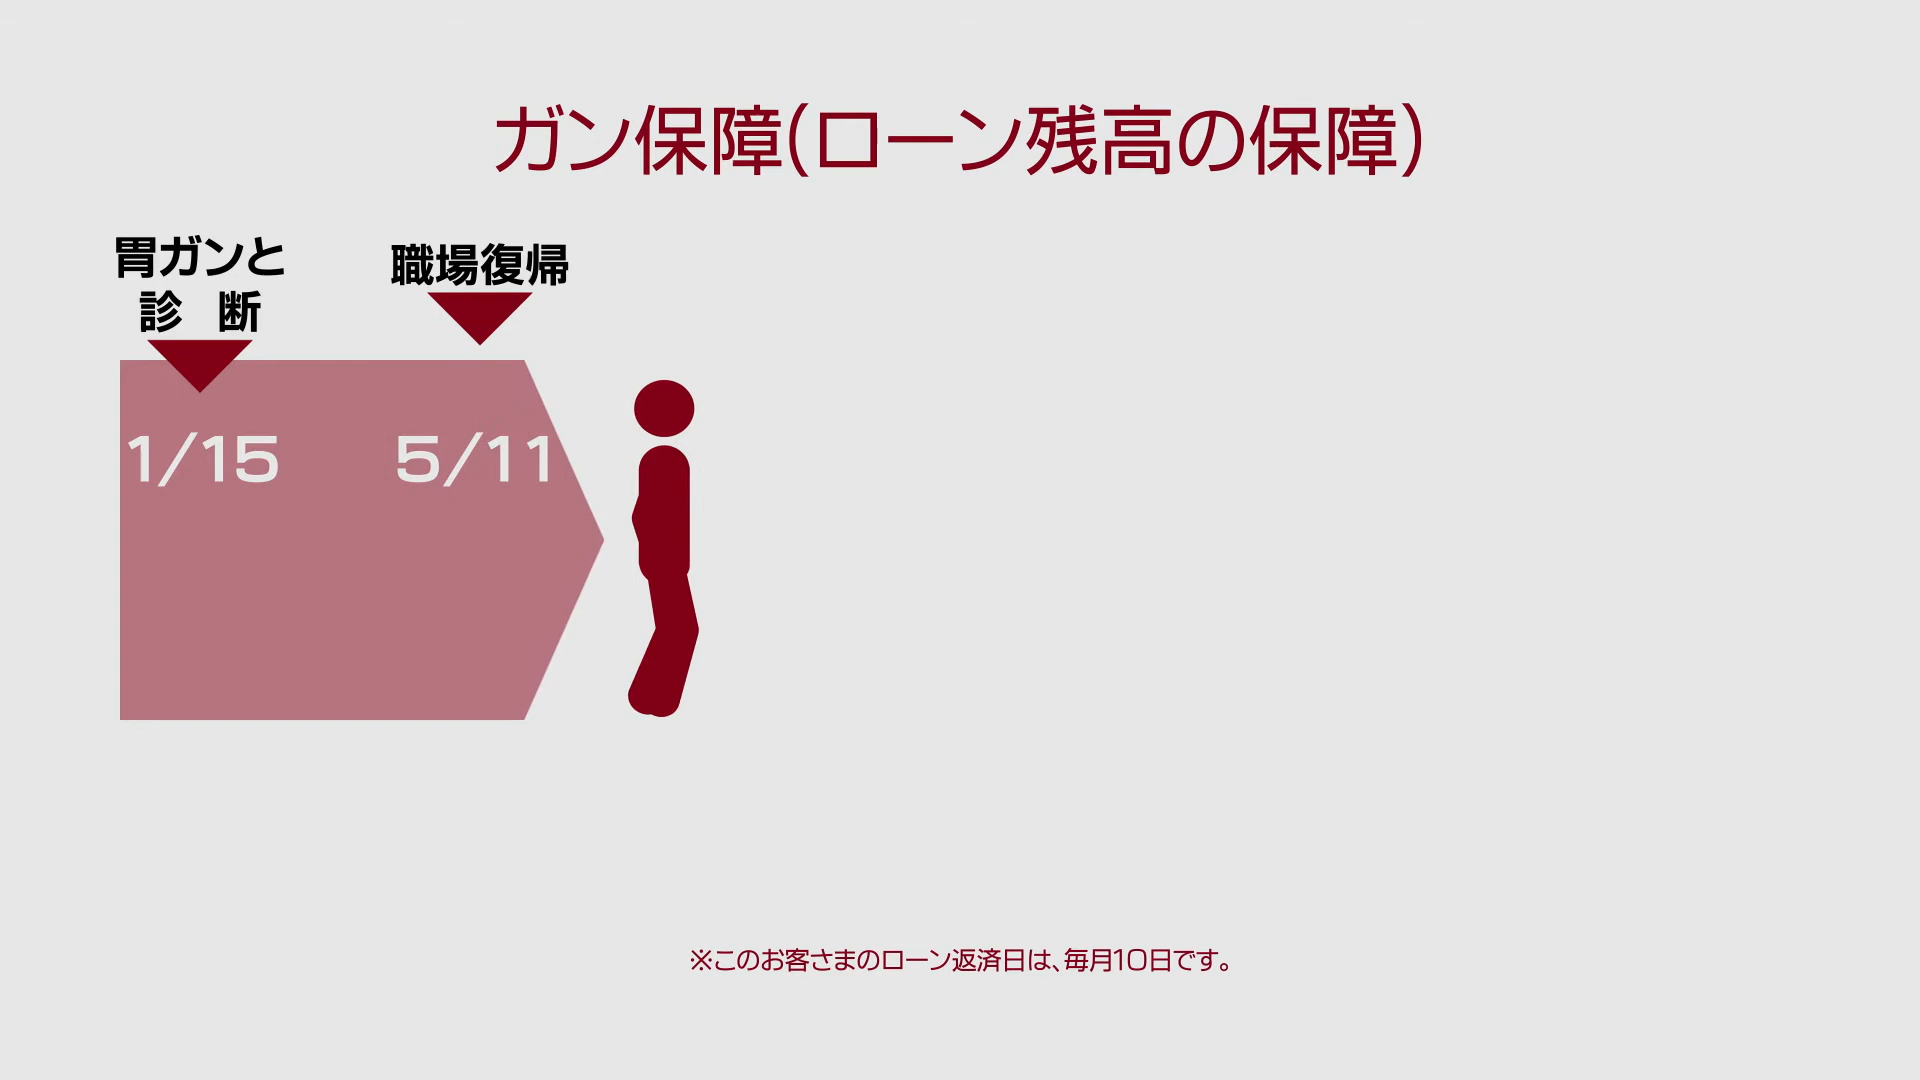 ガン保障(ローン残高の保障)
胃ガンと
診 断
職場復帰
1/15
5/11
※このお客さまのローン返済日は、毎月10日です。